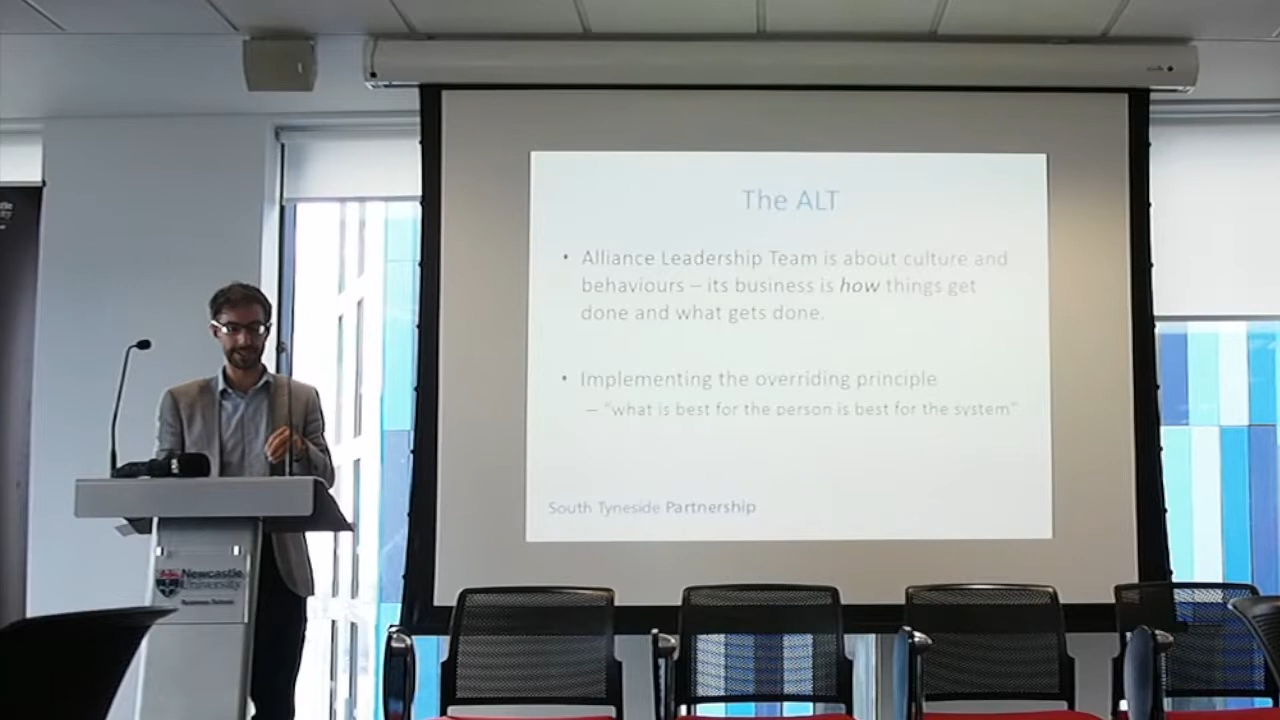 The ALT
• Alliance Leadership Team is about culture and
behaviours – its business is how things get
done and what gets done.
• Implementing the overriding principle
– “what is best for the person is best for the system”
South Tyneside Partnership
Newcastle
University
Business School